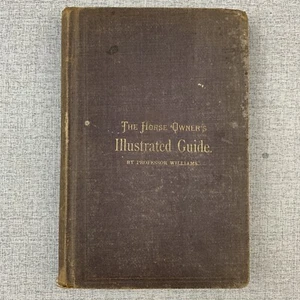 THE HORSE OWNER'S
Illustrated Guide.
BY PROFESSOR WILLIAMS.